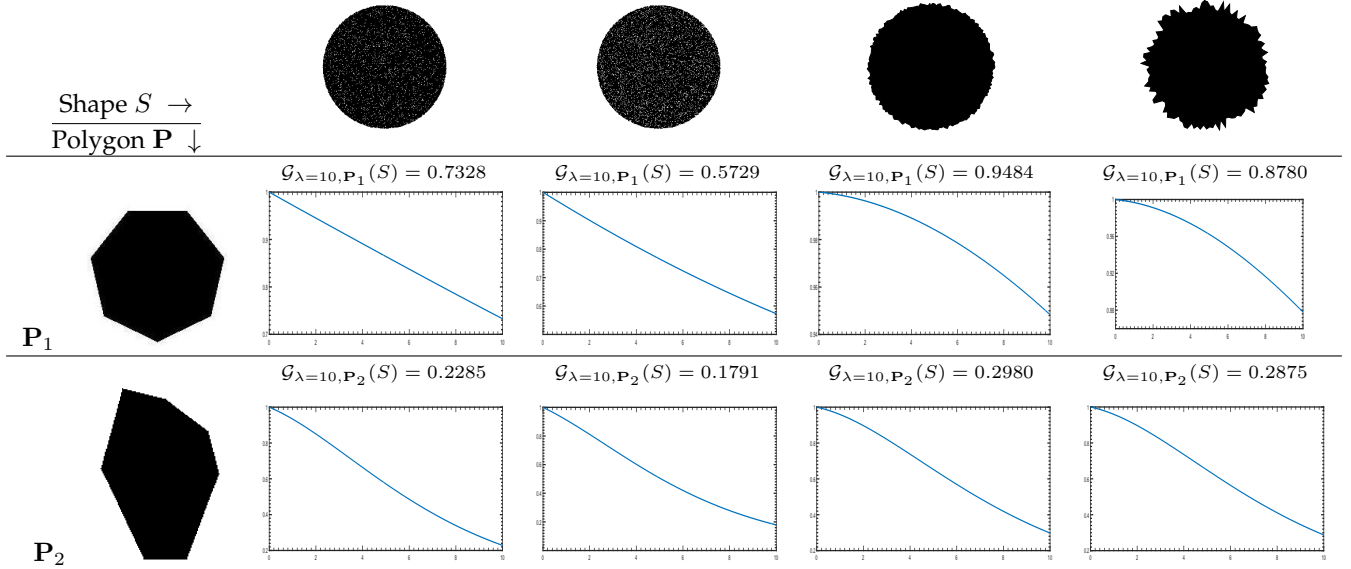 Shape S →
Polygon P ↓
𝒢λ=10,P₁(S) = 0.7328
𝒢λ=10,P₁(S) = 0.5729
𝒢λ=10,P₁(S) = 0.9484
𝒢λ=10,P₁(S) = 0.8780
P₁
𝒢λ=10,P₂(S) = 0.2285
𝒢λ=10,P₂(S) = 0.1791
𝒢λ=10,P₂(S) = 0.2980
𝒢λ=10,P₂(S) = 0.2875
P₂